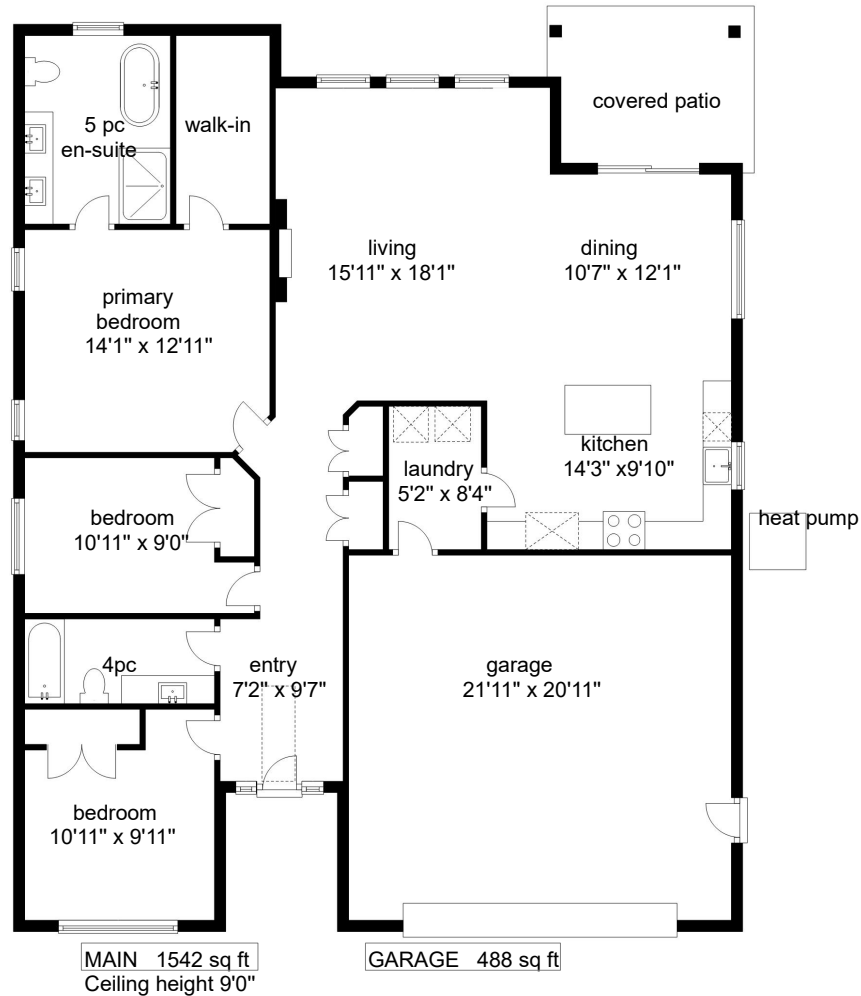 covered patio
5 pc
en-suite
walk-in
living
15'11" x 18'1"
dining
10'7" x 12'1"
primary
bedroom
14'1" x 12'11"
kitchen
14'3" x9'10"
laundry
5'2" x 8'4"
bedroom
10'11" x 9'0"
heat pump
4pc
entry
7'2" x 9'7"
garage
21'11" x 20'11"
bedroom
10'11" x 9'11"
MAIN 1542 sq ft
Ceiling height 9'0"
GARAGE 488 sq ft